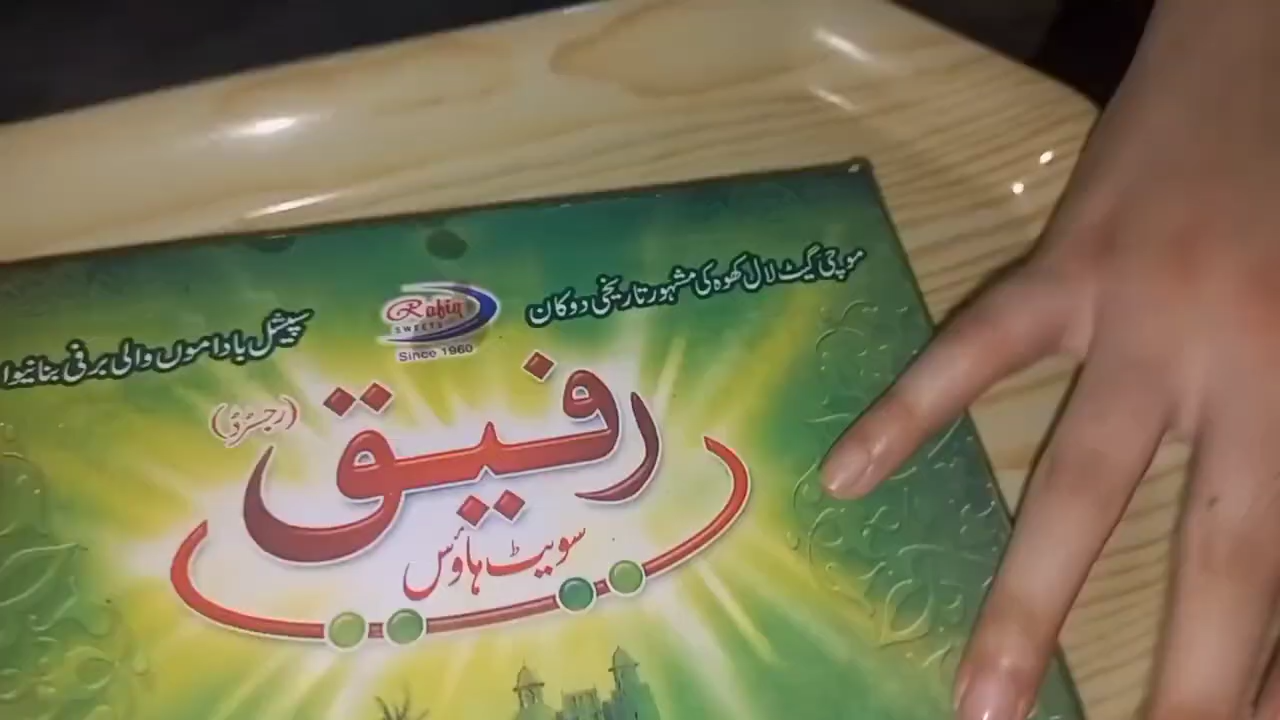 موچی گیٹ لال کھوہ کی مشہور تاریخی دوکان
Rafiq
SWEETS
Since 1960
سپیشل باداموں والی برفی بنانیوا
(رجسٹرڈ)
رفیق
سویٹ ہاؤس